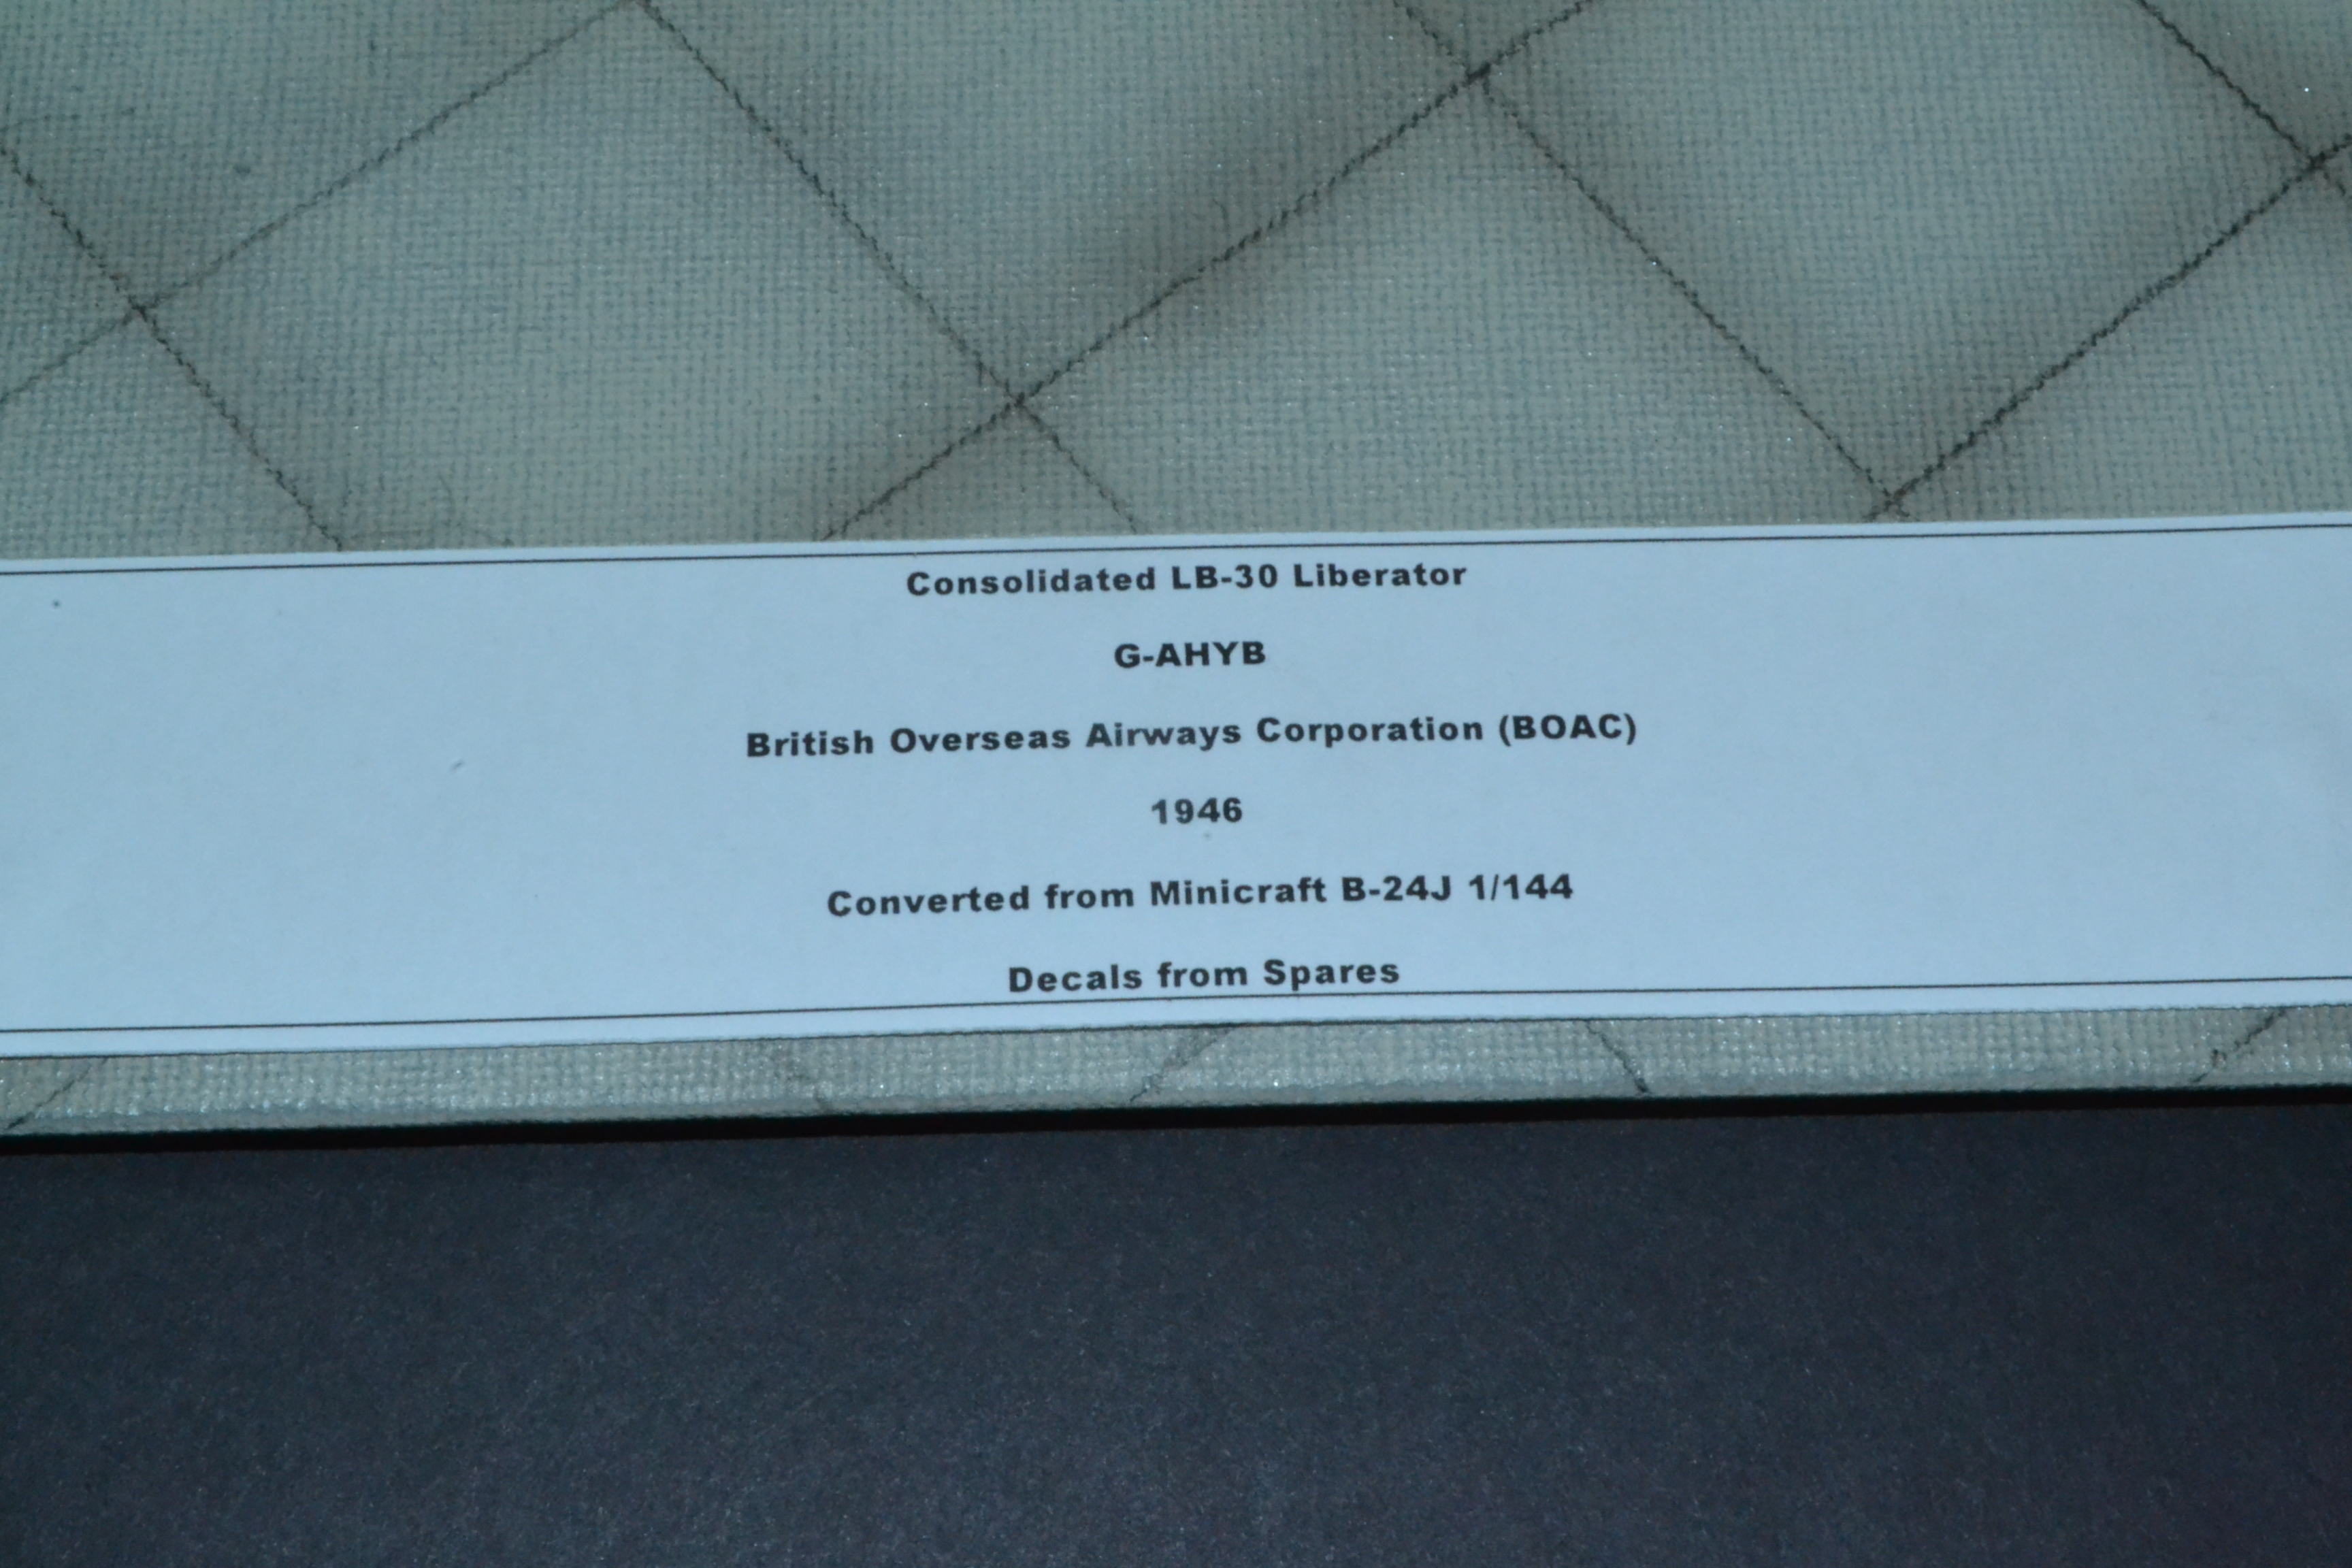 Consolidated LB-30 Liberator
G-AHYB
British Overseas Airways Corporation (BOAC)
1946
Converted from Minicraft B-24J 1/144
Decals from Spares